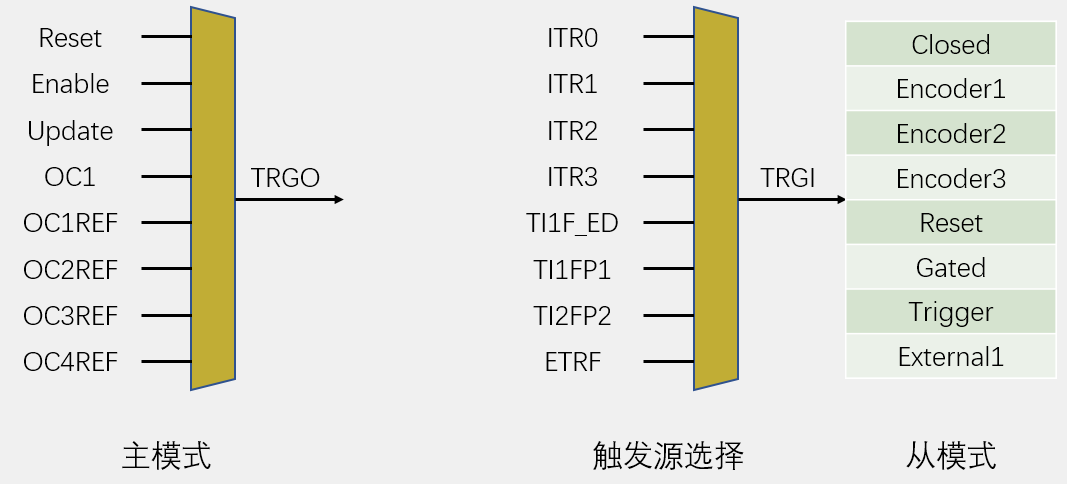 Reset
Enable
Update
OC1
OC1REF
OC2REF
OC3REF
OC4REF
TRGO
主模式
ITR0
ITR1
ITR2
ITR3
TI1F_ED
TI1FP1
TI2FP2
ETRF
TRGI
触发源选择
Closed
Encoder1
Encoder2
Encoder3
Reset
Gated
Trigger
External1
从模式